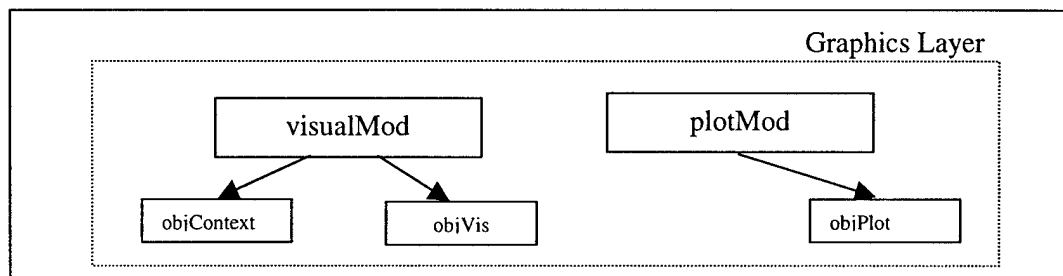 Graphics Layer
visualMod
plotMod
objContext
objVis
objPlot